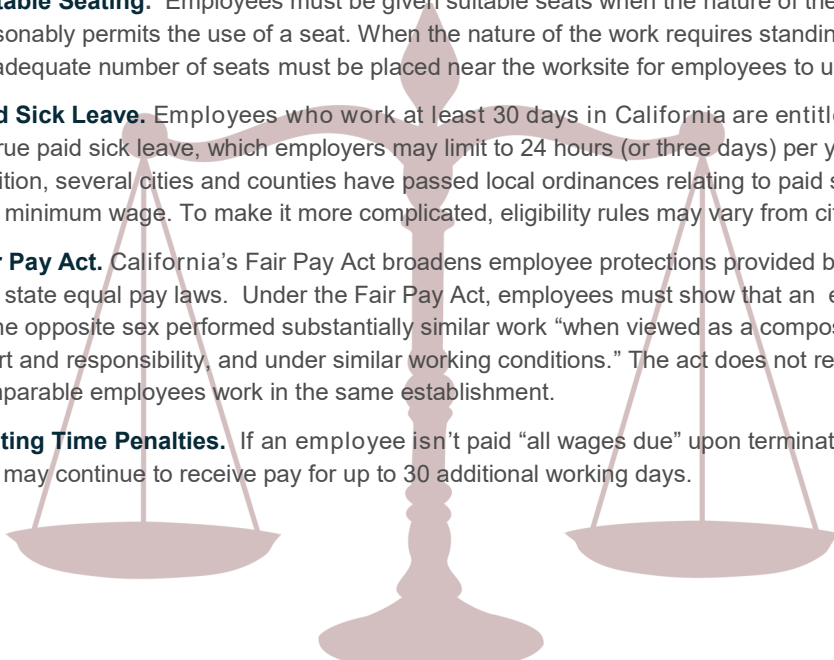 table Seating. Employees must be given suitable seats when the nature of the
sonably permits the use of a seat. When the nature of the work requires standin
adequate number of seats must be placed near the worksite for employees to u
d Sick Leave. Employees who work at least 30 days in California are entitl
rue paid sick leave, which employers may limit to 24 hours (or three days) per y
ition, several cities and counties have passed local ordinances relating to paid s
minimum wage. To make it more complicated, eligibility rules may vary from cit
r Pay Act. California’s Fair Pay Act broadens employee protections provided b
state equal pay laws. Under the Fair Pay Act, employees must show that an e
ne opposite sex performed substantially similar work “when viewed as a compos
rt and responsibility, and under similar working conditions.” The act does not re
nparable employees work in the same establishment.
ting Time Penalties. If an employee isn’t paid “all wages due” upon terminat
may continue to receive pay for up to 30 additional working days.